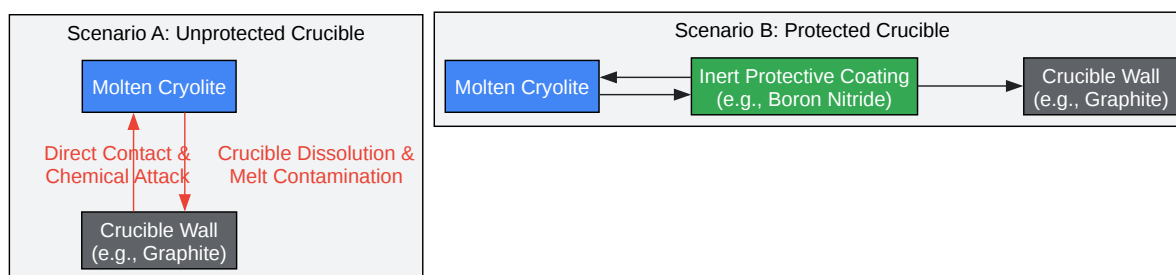 Scenario A: Unprotected Crucible
Molten Cryolite
Direct Contact &
Chemical Attack
Crucible Dissolution &
Melt Contamination
Crucible Wall
(e.g., Graphite)
Scenario B: Protected Crucible
Molten Cryolite
Inert Protective Coating
(e.g., Boron Nitride)
Crucible Wall
(e.g., Graphite)